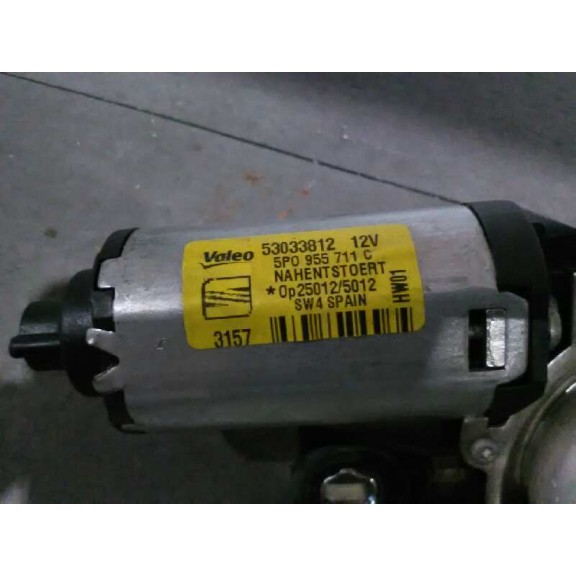 Valeo 53033812 12V
5P0 955 711 C
NAHENTSTOERT
*0p25012/5012
SW4 SPAIN
3157
HW01